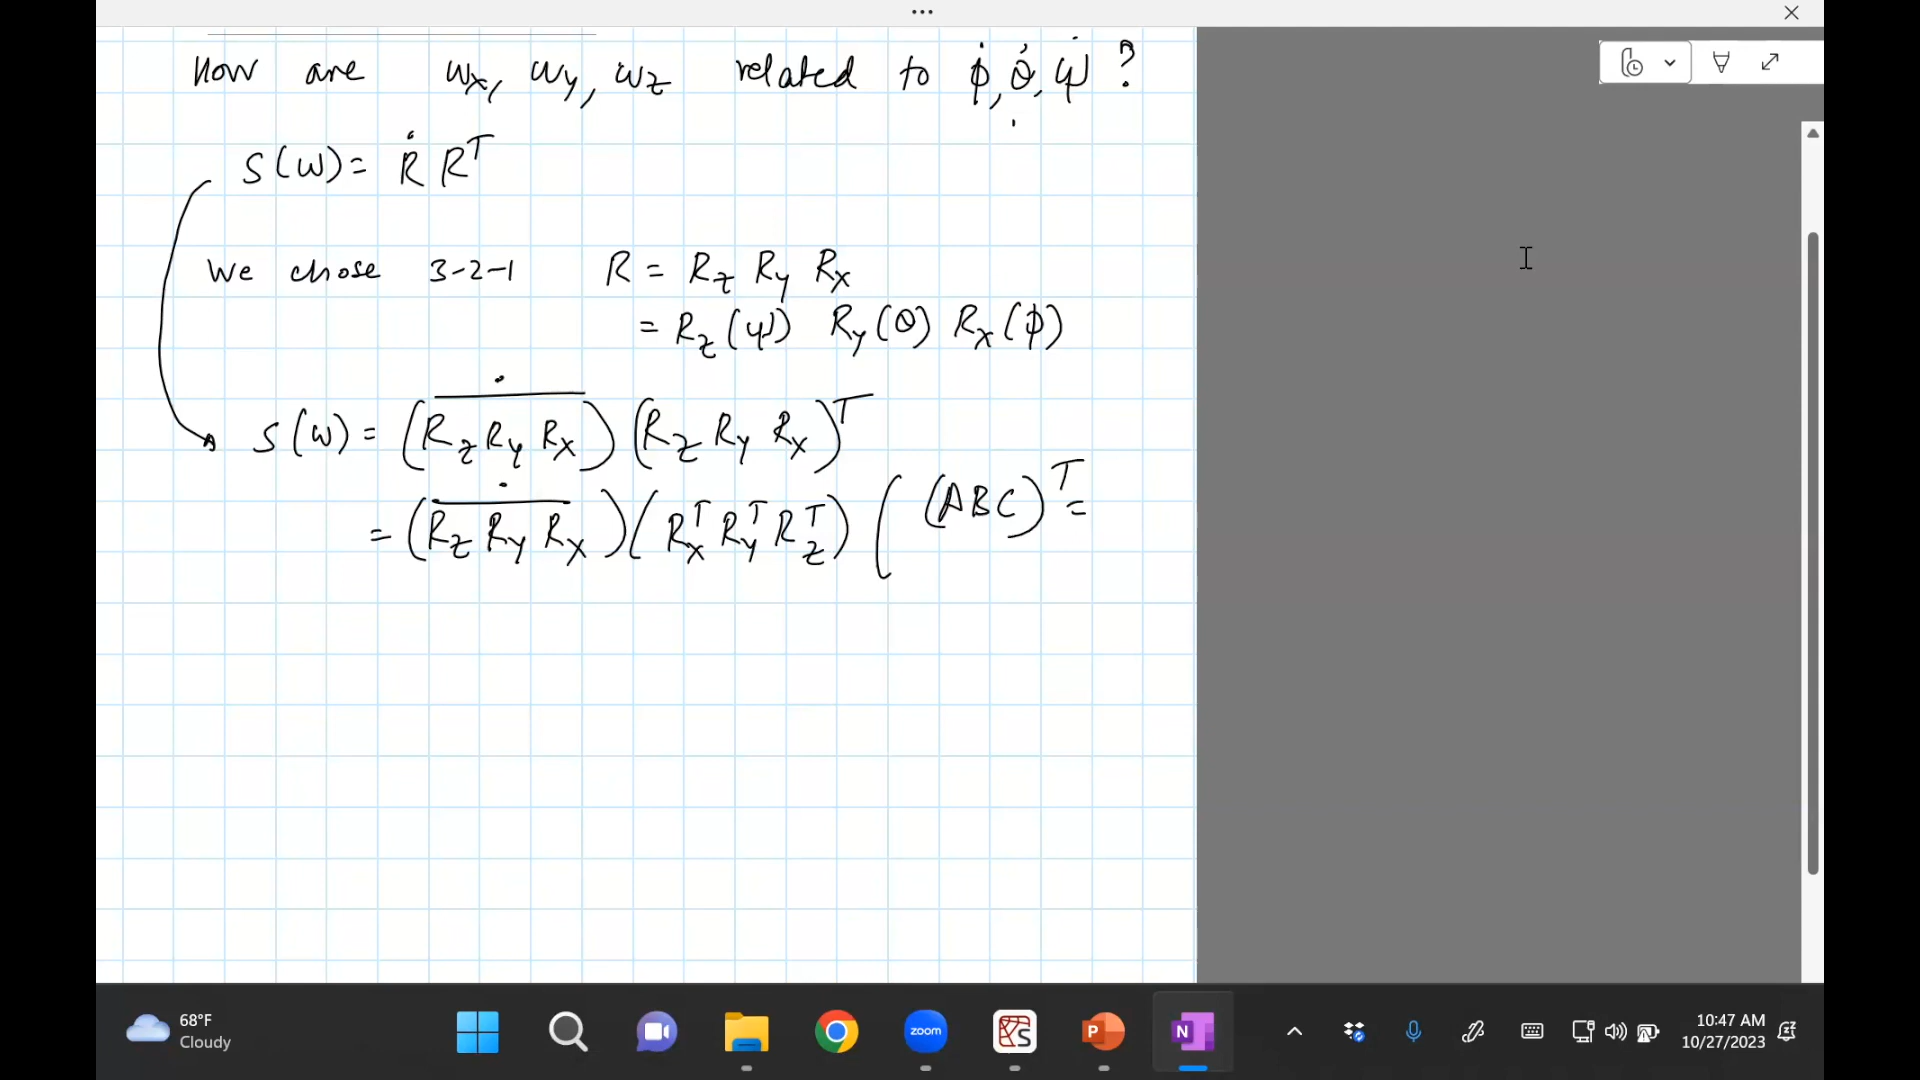 How are ωx, ωy, ωz related to ϕ̇, θ̇, ψ̇ ?
S(ω) = Ṙ Rᵀ
We chose 3-2-1 R = Rz Ry Rx
= Rz(ψ) Ry(θ) Rx(ϕ)
S(ω) = (Rz Ry Rx)˙ (Rz Ry Rx)ᵀ
= (Rz Ry Rx)˙ (Rxᵀ Ryᵀ Rzᵀ) ( (ABC)ᵀ =
68°F
Cloudy
zoom
S
P
N
10:47 AM
10/27/2023